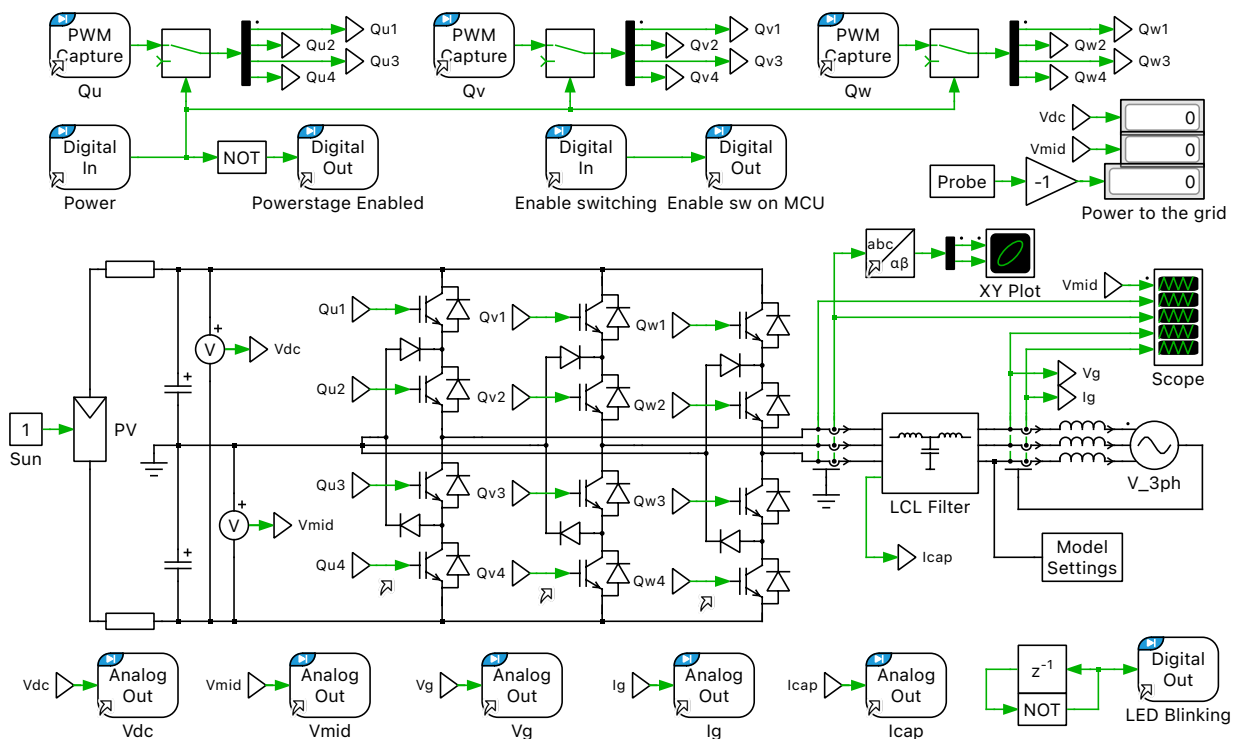 PWM
Capture
Qu
Qu1
Qu2
Qu3
Qu4
PWM
Capture
Qv
Qv1
Qv2
Qv3
Qv4
PWM
Capture
Qw
Qw1
Qw2
Qw3
Qw4
Digital
In
Power
NOT
Digital
Out
Powerstage Enabled
Digital
In
Enable switching
Digital
Out
Enable sw on MCU
Vdc
0
Vmid
0
Probe
-1
0
Power to the grid
abc
αβ
XY Plot
Vmid
Scope
Vg
Ig
Qu1
Qv1
Qw1
V
Vdc
Qu2
Qv2
Qw2
1
Sun
PV
Qu3
Qv3
Qw3
V
Vmid
Qu4
Qv4
Qw4
LCL Filter
V_3ph
Icap
Model
Settings
Vdc
Analog
Out
Vdc
Vmid
Analog
Out
Vmid
Vg
Analog
Out
Vg
Ig
Analog
Out
Ig
Icap
Analog
Out
Icap
z⁻¹
NOT
Digital
Out
LED Blinking